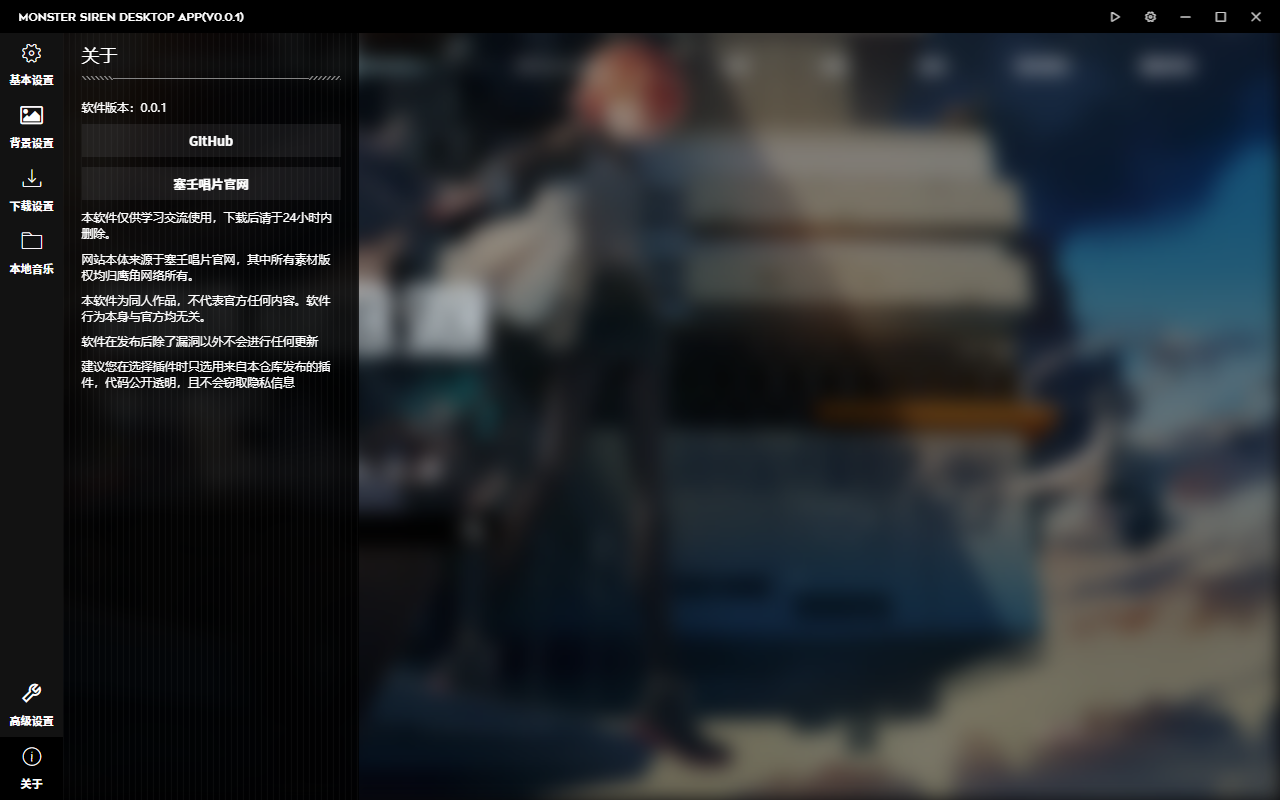 MONSTER SIREN DESKTOP APP(V0.0.1)
基本设置
背景设置
下载设置
本地音乐
高级设置
关于
关于
软件版本：0.0.1
GitHub
塞壬唱片官网
本软件仅供学习交流使用，下载后请于24小时内
删除。
网站本体来源于塞壬唱片官网，其中所有素材版
权均归鹰角网络所有。
本软件为同人作品，不代表官方任何内容。软件
行为本身与官方均无关。
软件在发布后除了漏洞以外不会进行任何更新
建议您在选择插件时只选用来自本仓库发布的插
件，代码公开透明，且不会窃取隐私信息